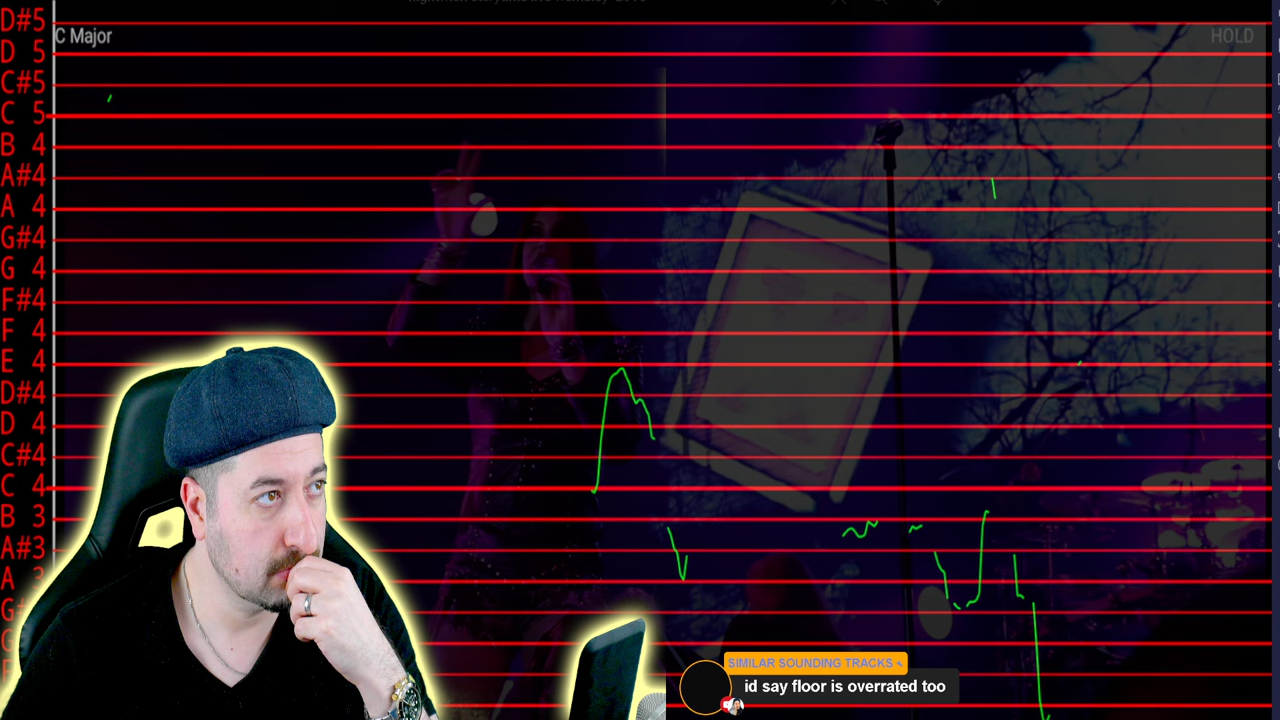 D#5
C Major
HOLD
D 5
C#5
C 5
B 4
A#4
A 4
G#4
G 4
F#4
F 4
E 4
D#4
D 4
C#4
C 4
B 3
A#3
A
G
G
SIMILAR SOUNDING TRACKS
id say floor is overrated too